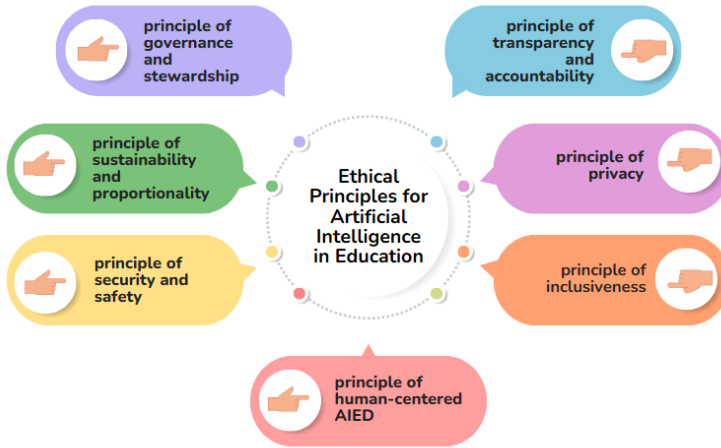 principle of
governance
and
stewardship
principle of
transparency
and
accountability
principle of
sustainability
and
proportionality
Ethical
Principles for
Artificial
Intelligence
in Education
principle of
privacy
principle of
security and
safety
principle of
inclusiveness
principle of
human-centered
AIED